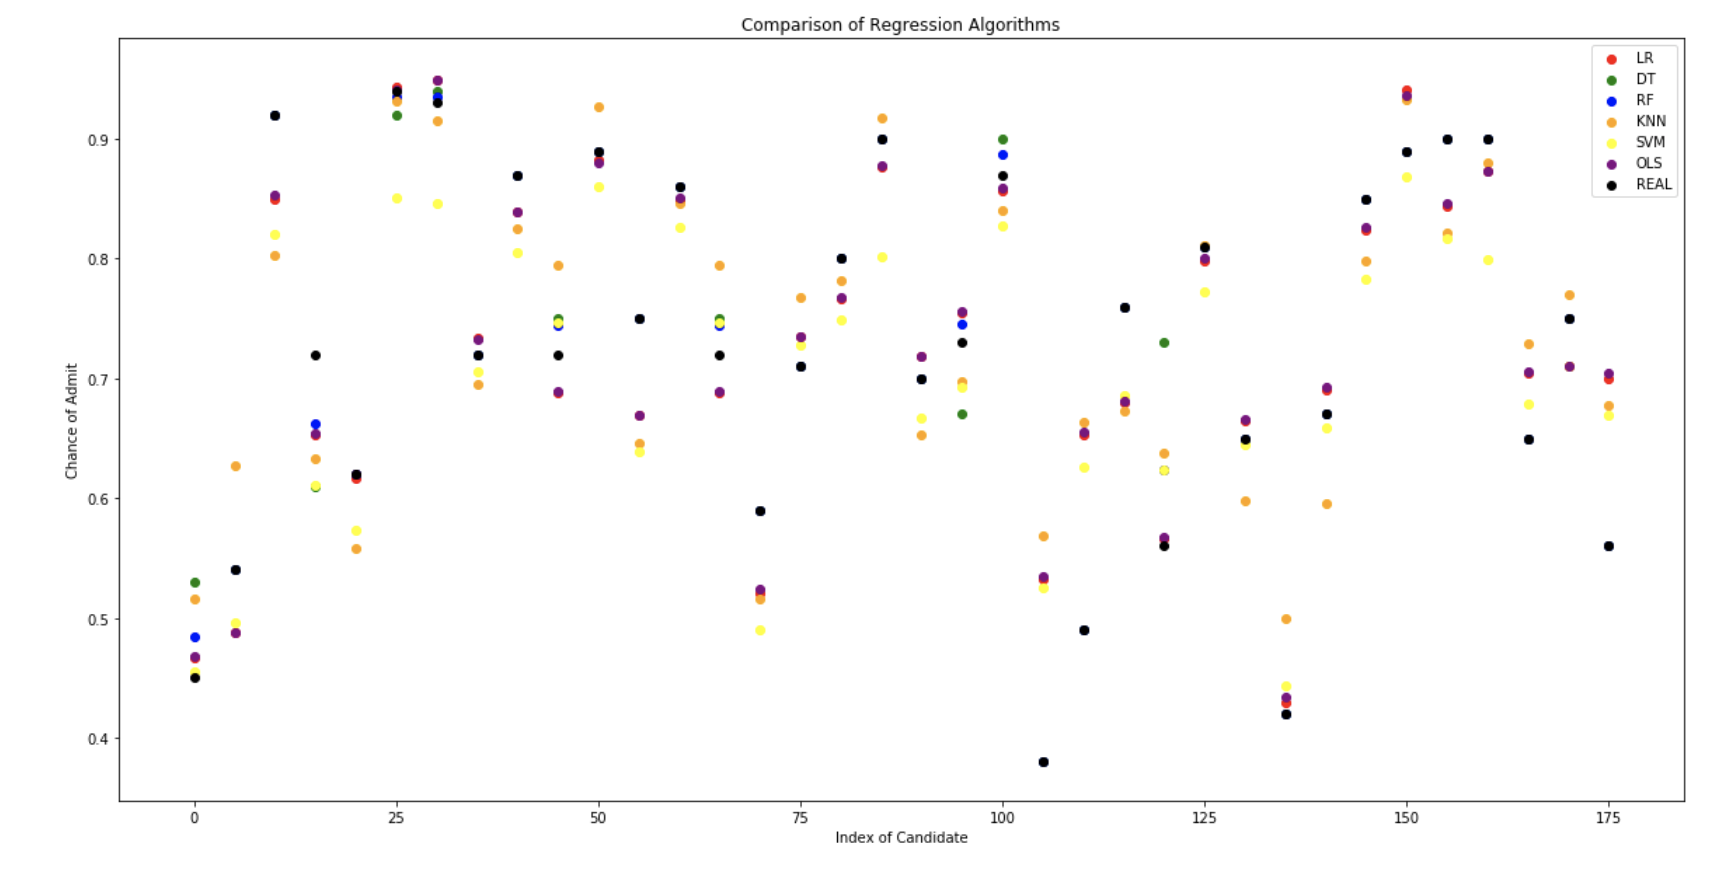 Comparison of Regression Algorithms
LR
DT
RF
KNN
SVM
OLS
REAL
Chance of Admit
0.9
0.8
0.7
0.6
0.5
0.4
0 25 50 75 100 125 150 175
Index of Candidate